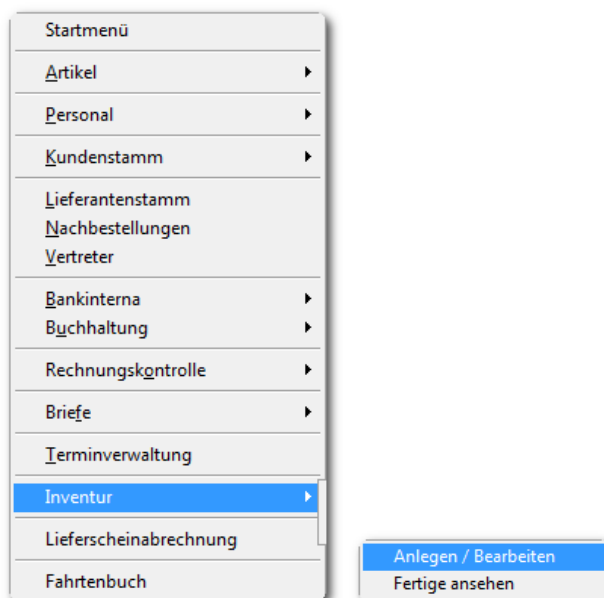 Startmenü
Artikel
Personal
Kundenstamm
Lieferantenstamm
Nachbestellungen
Vertreter
Bankinterna
Buchhaltung
Rechnungskontrolle
Briefe
Terminverwaltung
Inventur
Lieferscheinabrechnung
Fahrtenbuch
Anlegen / Bearbeiten
Fertige ansehen